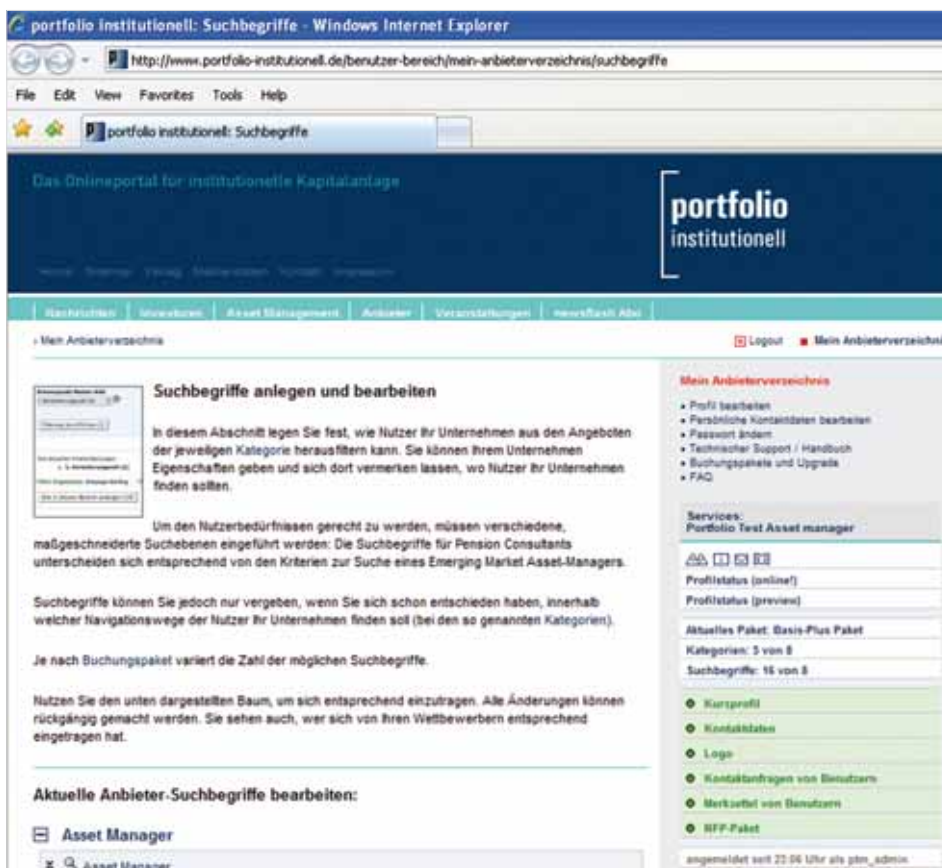 portfolio institutionell: Suchbegriffe - Windows Internet Explorer
http://www.portfolio-institutionell.de/benutzer-bereich/mein-anbieterverzeichnis/suchbegriffe
File Edit View Favorites Tools Help
portfolio institutionell: Suchbegriffe
Das Onlineportal für institutionelle Kapitalanlage
portfolio
institutionell
Home Sitemap Verlag Mediadaten Kontakt Impressum
Nachrichten Investoren Asset Management Anbieter Veranstaltungen newsflash Abo
› Mein Anbieterverzeichnis
Logout Mein Anbieterverzeichni
Suchbegriffe anlegen und bearbeiten
In diesem Abschnitt legen Sie fest, wie Nutzer Ihr Unternehmen aus den Angeboten
der jeweiligen Kategorie herausfiltern kann. Sie können Ihrem Unternehmen
Eigenschaften geben und sich dort vermerken lassen, wo Nutzer Ihr Unternehmen
finden sollten.
Um den Nutzerbedürfnissen gerecht zu werden, müssen verschiedene,
maßgeschneiderte Suchebenen eingeführt werden: Die Suchbegriffe für Pension Consultants
unterscheiden sich entsprechend von den Kriterien zur Suche eines Emerging Market Asset-Managers.
Suchbegriffe können Sie jedoch nur vergeben, wenn Sie sich schon entschieden haben, innerhalb
welcher Navigationswege der Nutzer Ihr Unternehmen finden soll (bei den so genannten Kategorien).
Je nach Buchungspaket variiert die Zahl der möglichen Suchbegriffe.
Nutzen Sie den unten dargestellten Baum, um sich entsprechend einzutragen. Alle Änderungen können
rückgängig gemacht werden. Sie sehen auch, wer sich von Ihren Wettbewerbern entsprechend
eingetragen hat.
Aktuelle Anbieter-Suchbegriffe bearbeiten:
Asset Manager
Asset Manager
Mein Anbieterverzeichnis
Profil bearbeiten
Persönliche Kontaktdaten bearbeiten
Passwort ändern
Technischer Support / Handbuch
Buchungspakete und Upgrade
FAQ
Services:
Portfolio Test Asset manager
Profilstatus (online!)
Profilstatus (preview)
Aktuelles Paket: Basis-Plus Paket
Kategorien: 5 von 8
Suchbegriffe: 16 von 8
Kurzprofil
Kontaktdaten
Logo
Kontaktanfragen von Benutzern
Merkzettel von Benutzern
RFP-Paket
angemeldet seit 22:06 Uhr als ptm_admin